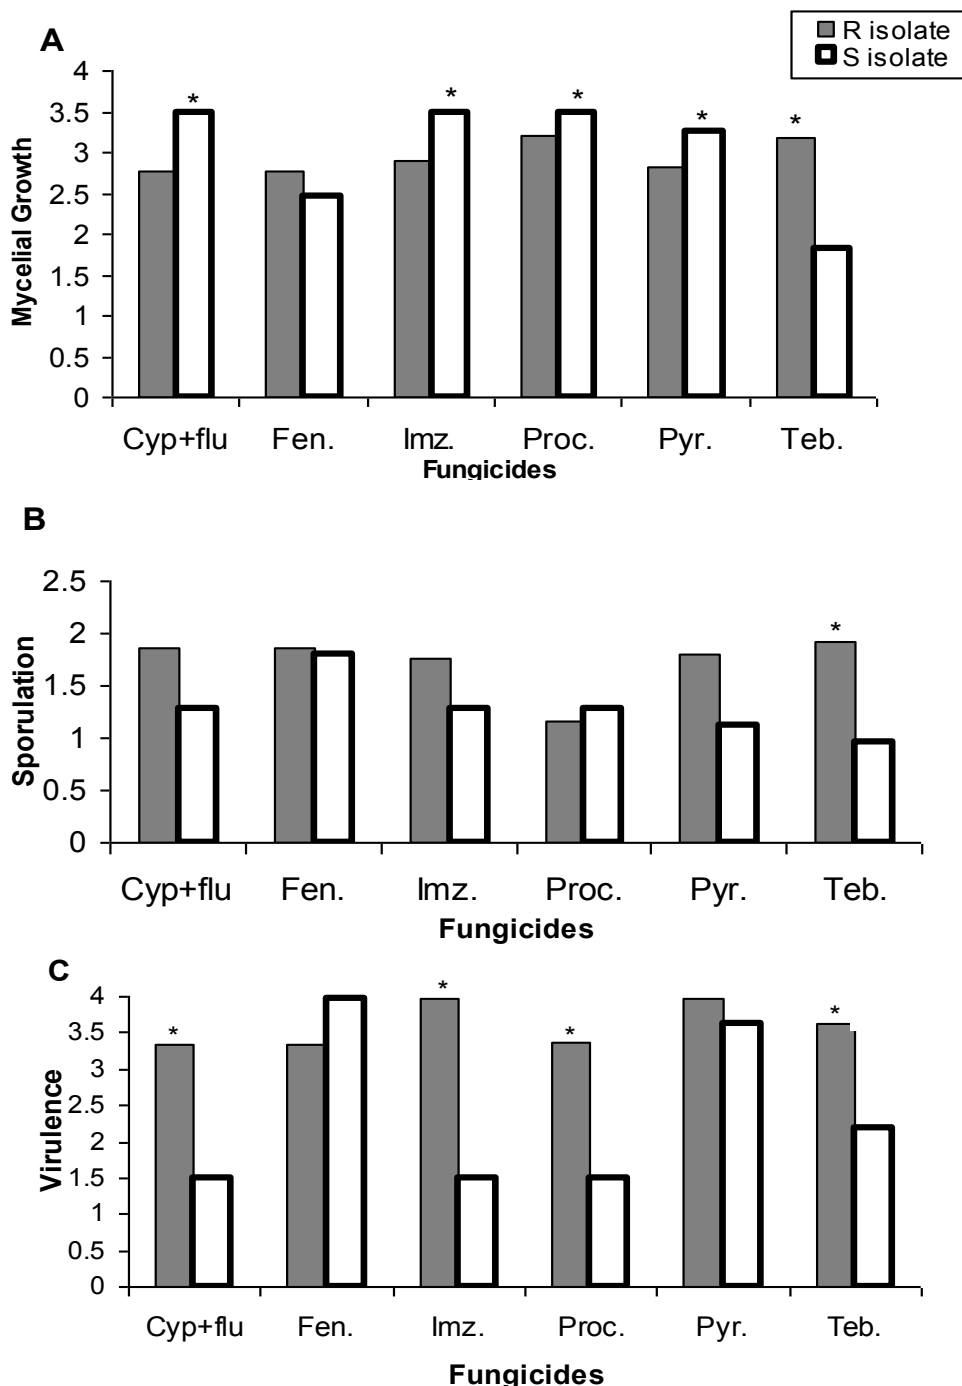 A
R isolate
S isolate
Mycelial Growth
4
3.5
3
2.5
2
1.5
1
0.5
0
* * * * *
Cyp+flu Fen. Imz. Proc. Pyr. Teb.
Fungicides
B
Sporulation
2.5
2
1.5
1
0.5
0
*
Cyp+flu Fen. Imz. Proc. Pyr. Teb.
Fungicides
C
Virulence
4
3.5
3
2.5
2
1.5
1
0.5
0
* * * *
Cyp+flu Fen. Imz. Proc. Pyr. Teb.
Fungicides